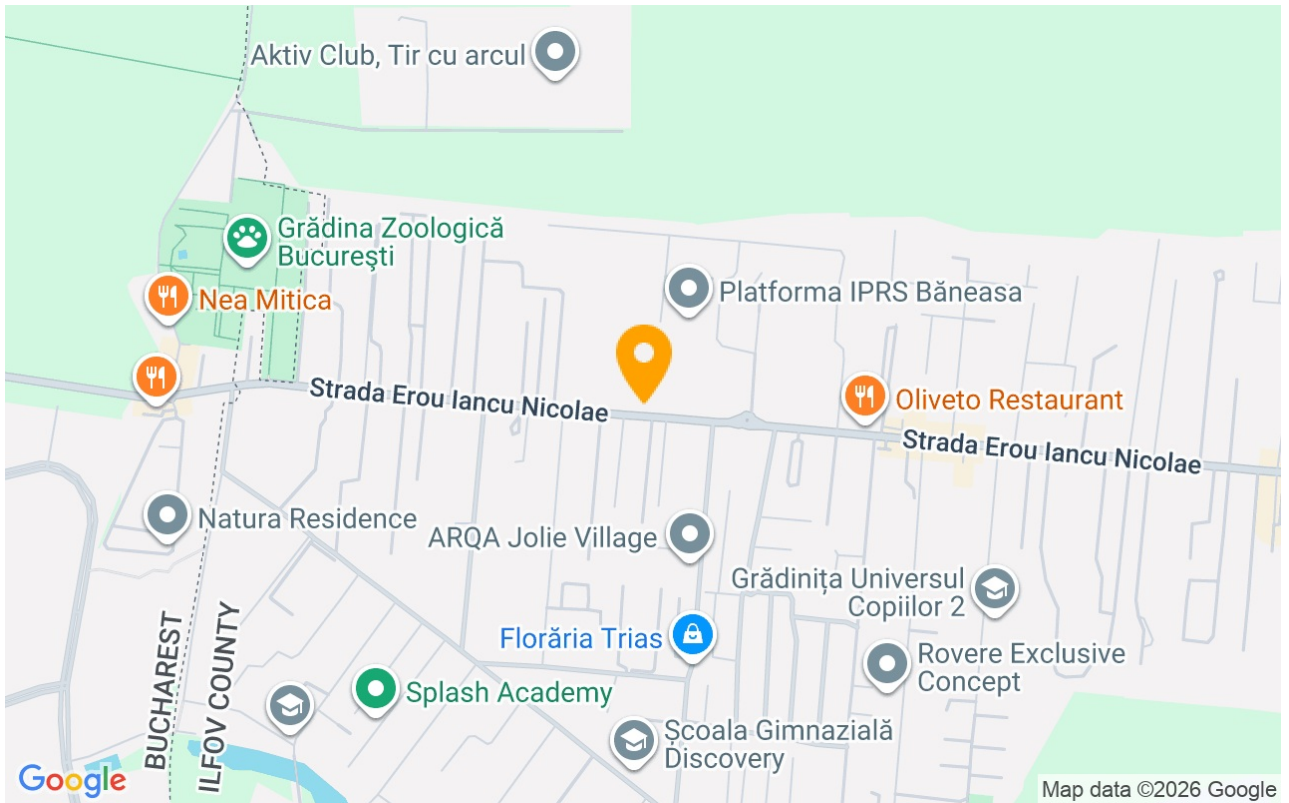 Aktiv Club, Tir cu arcul
Grădina Zoologică
București
Nea Mitica
Platforma IPRS Băneasa
Strada Erou Iancu Nicolae
Oliveto Restaurant
Strada Erou Iancu Nicolae
Natura Residence
ARQA Jolie Village
Grădinița Universul
Copiilor 2
Florăria Trias
Rovere Exclusive
Concept
BUCHAREST
ILFOV COUNTY
Splash Academy
Școala Gimnazială
Discovery
Google
Map data ©2026 Google